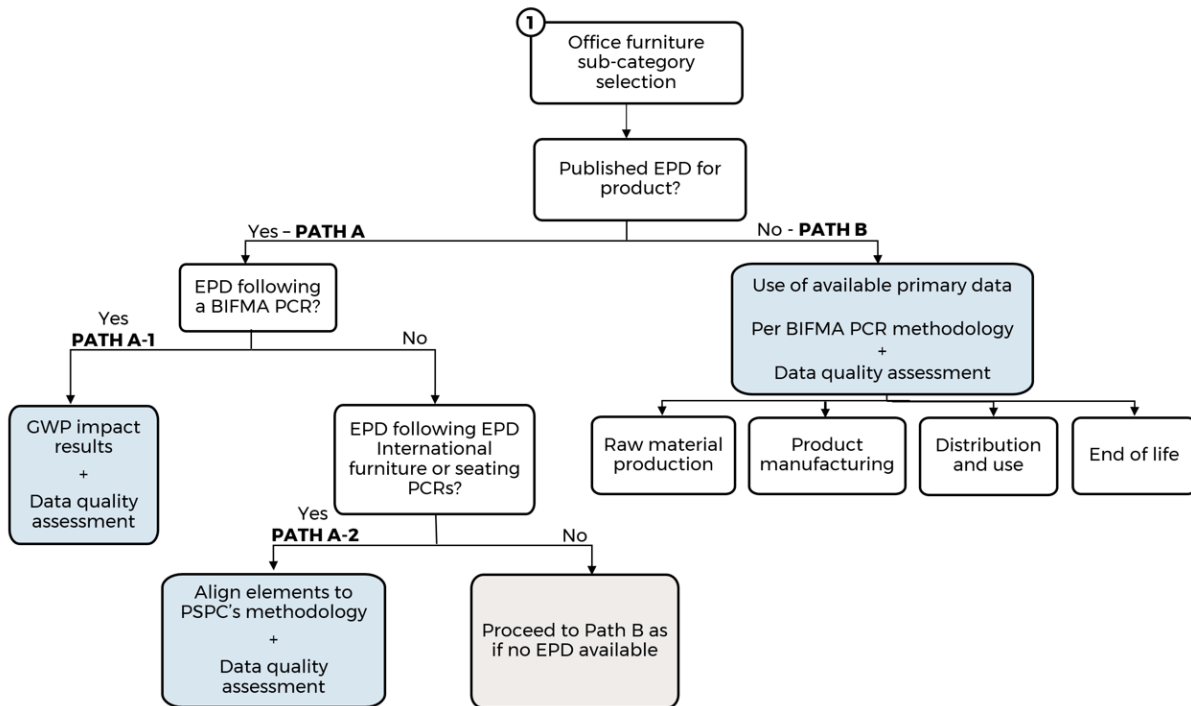 1
Office furniture
sub-category
selection
Published EPD for
product?
Yes – PATH A
No - PATH B
EPD following
a BIFMA PCR?
Use of available primary data
Per BIFMA PCR methodology
+
Data quality assessment
Yes
PATH A-1
No
GWP impact
results
+
Data quality
assessment
EPD following EPD
International
furniture or seating
PCRs?
Raw material
production
Product
manufacturing
Distribution
and use
End of life
Yes
PATH A-2
No
Align elements to
PSPC’s methodology
+
Data quality
assessment
Proceed to Path B as
if no EPD available